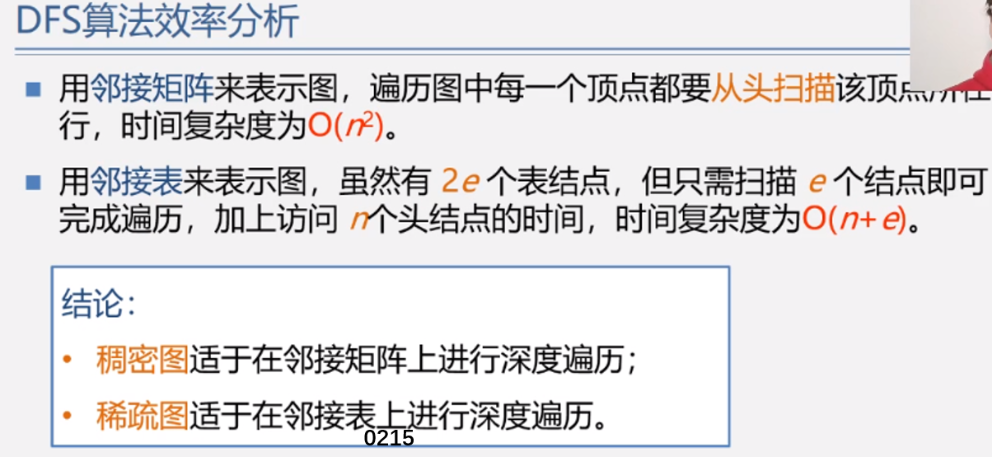 DFS算法效率分析
用邻接矩阵来表示图，遍历图中每一个顶点都要从头扫描该顶点所在
行，时间复杂度为O(n²)。
用邻接表来表示图，虽然有 2e 个表结点，但只需扫描 e 个结点即可
完成遍历，加上访问 n个头结点的时间，时间复杂度为O(n+e)。
结论：
• 稠密图适于在邻接矩阵上进行深度遍历；
• 稀疏图适于在邻接表上进行深度遍历。
0215